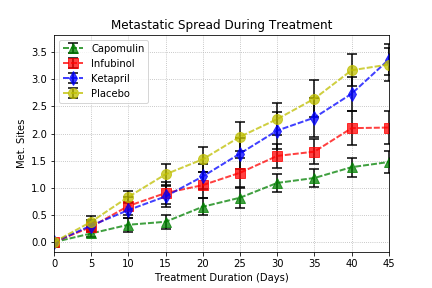 Metastatic Spread During Treatment
Capomulin
Infubinol
Ketapril
Placebo
Met. Sites
3.5
3.0
2.5
2.0
1.5
1.0
0.5
0.0
0 5 10 15 20 25 30 35 40 45
Treatment Duration (Days)